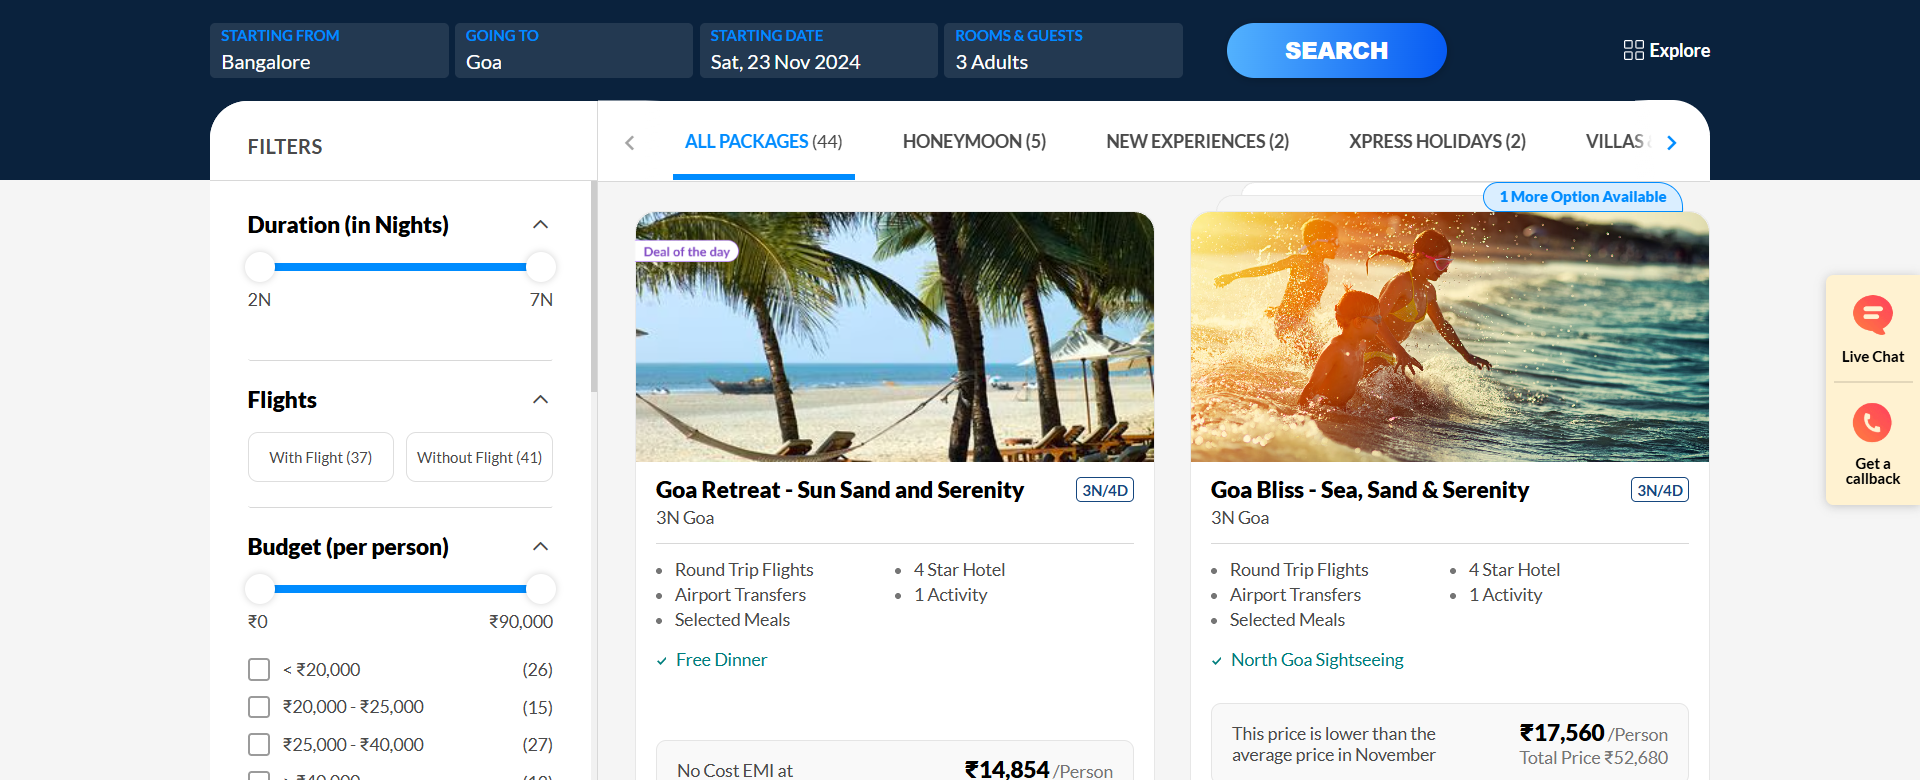 STARTING FROM
Bangalore
GOING TO
Goa
STARTING DATE
Sat, 23 Nov 2024
ROOMS & GUESTS
3 Adults
SEARCH
Explore
FILTERS
ALL PACKAGES (44)
HONEYMOON (5)
NEW EXPERIENCES (2)
XPRESS HOLIDAYS (2)
VILLAS
Duration (in Nights)
2N
7N
Flights
With Flight (37)
Without Flight (41)
Budget (per person)
₹0
₹90,000
< ₹20,000 (26)
₹20,000 - ₹25,000 (15)
₹25,000 - ₹40,000 (27)
Deal of the day
Goa Retreat - Sun Sand and Serenity
3N/4D
3N Goa
Round Trip Flights
Airport Transfers
Selected Meals
4 Star Hotel
1 Activity
Free Dinner
No Cost EMI at
₹14,854 /Person
1 More Option Available
Goa Bliss - Sea, Sand & Serenity
3N/4D
3N Goa
Round Trip Flights
Airport Transfers
Selected Meals
4 Star Hotel
1 Activity
North Goa Sightseeing
This price is lower than the
average price in November
₹17,560 /Person
Total Price ₹52,680
Live Chat
Get a
callback